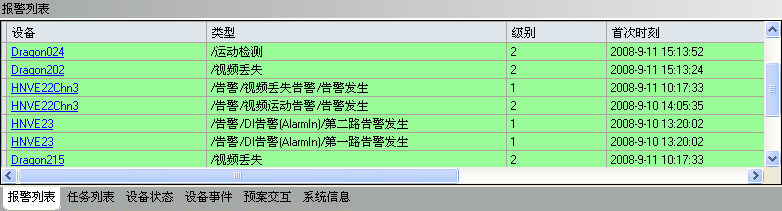 报警列表
设备 类型 级别 首次时刻
Dragon024 /运动检测 2 2008-9-11 15:13:52
Dragon202 /视频丢失 2 2008-9-11 15:13:24
HNVE22Chn3 /告警/视频丢失告警/告警发生 1 2008-9-11 10:17:33
HNVE22Chn3 /告警/视频运动告警/告警发生 2 2008-9-10 14:05:35
HNVE23 /告警/DI告警(AlarmIn)/第二路告警发生 1 2008-9-10 13:20:02
HNVE23 /告警/DI告警(AlarmIn)/第一路告警发生 1 2008-9-10 13:20:02
Dragon215 /视频丢失 2 2008-9-11 10:17:33
报警列表 任务列表 设备状态 设备事件 预案交互 系统信息